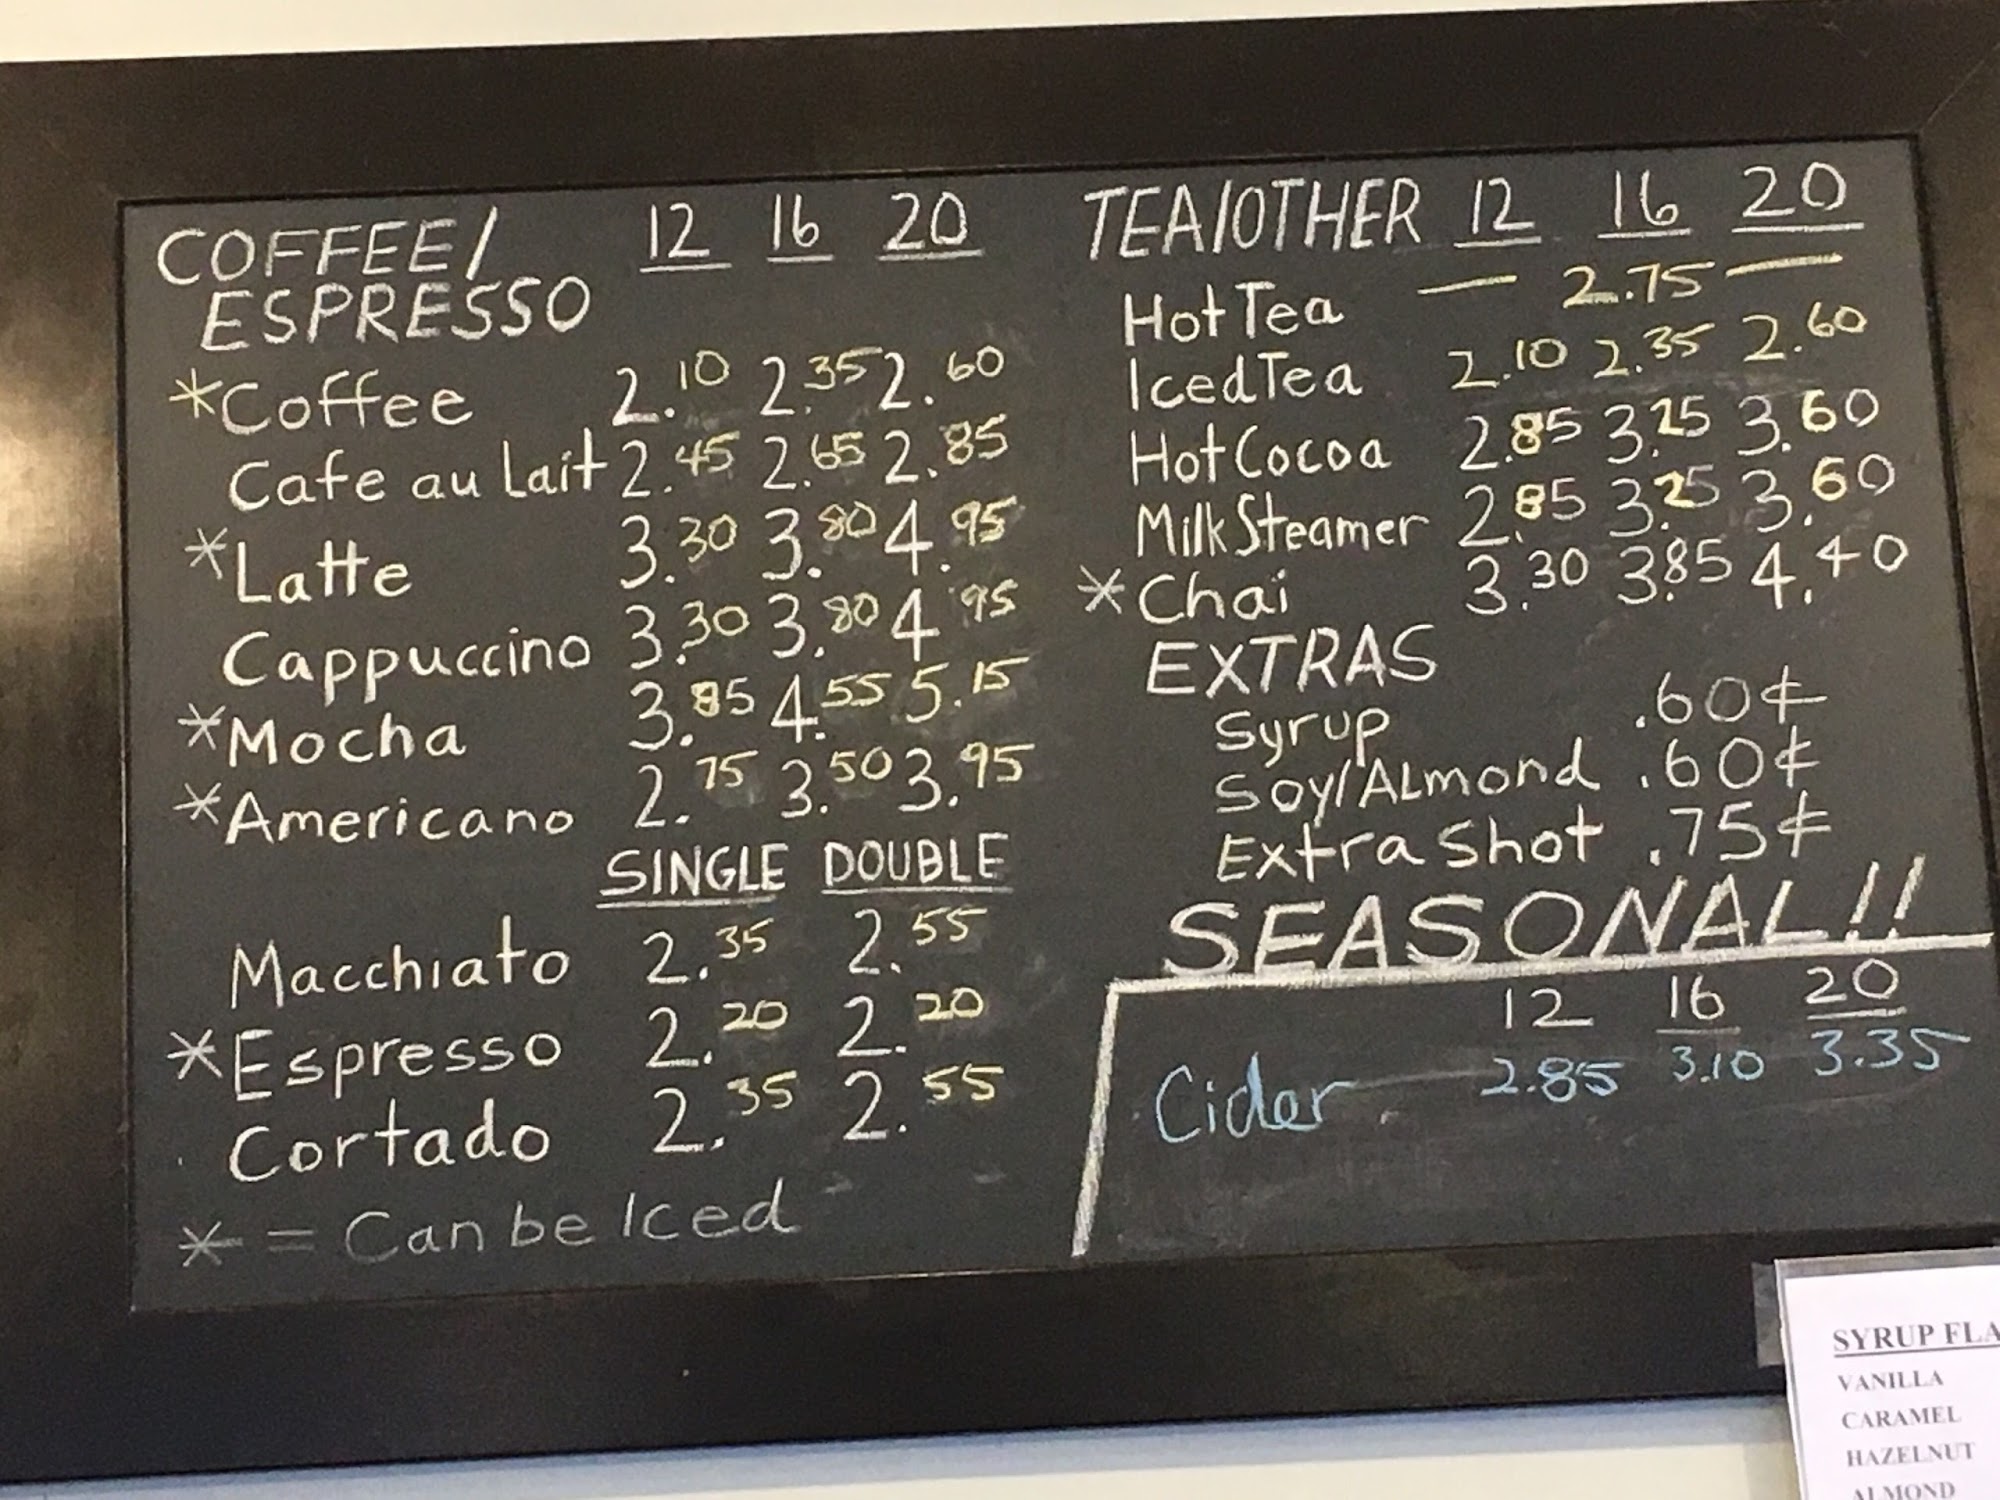 COFFEE/ 12 16 20
ESPRESSO
*Coffee 2.10 2.35 2.60
Cafe au Lait 2.45 2.65 2.85
*Latte 3.30 3.80 4.95
Cappuccino 3.30 3.80 4.95
*Mocha 3.85 4.55 5.15
*Americano 2.75 3.50 3.95
SINGLE DOUBLE
Macchiato 2.35 2.55
*Espresso 2.20 2.20
Cortado 2.35 2.55
* = Can be Iced
TEA/OTHER 12 16 20
Hot Tea — 2.75 —
Iced Tea 2.10 2.35 2.60
Hot Cocoa 2.85 3.25 3.60
Milk Steamer 2.85 3.25 3.60
*Chai 3.30 3.85 4.40
EXTRAS
Syrup .60¢
Soy/Almond .60¢
Extra Shot .75¢
SEASONAL!!
12 16 20
Cider 2.85 3.10 3.35
SYRUP FLA
VANILLA
CARAMEL
HAZELNUT
ALMOND